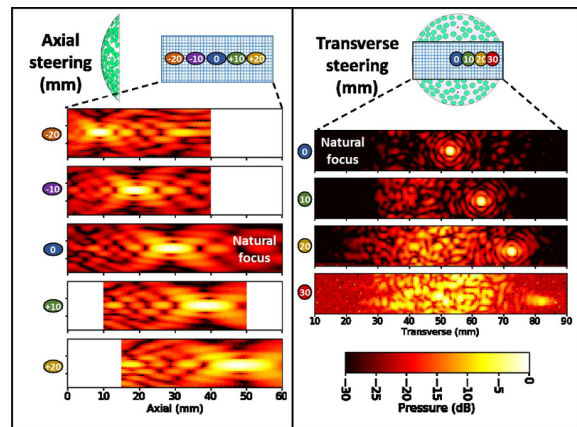 Axial
steering
(mm)
-20 -10 0 +10 +20
-20
-10
0
Natural
focus
+10
+20
0 10 20 30 40 50 60
Axial (mm)
Transverse
steering
(mm)
0 10 20 30
0
Natural
focus
10
20
30
10 20 30 40 50 60 70 80 90
Transverse (mm)
-30 -25 -20 -15 -10 -5 0
Pressure (dB)